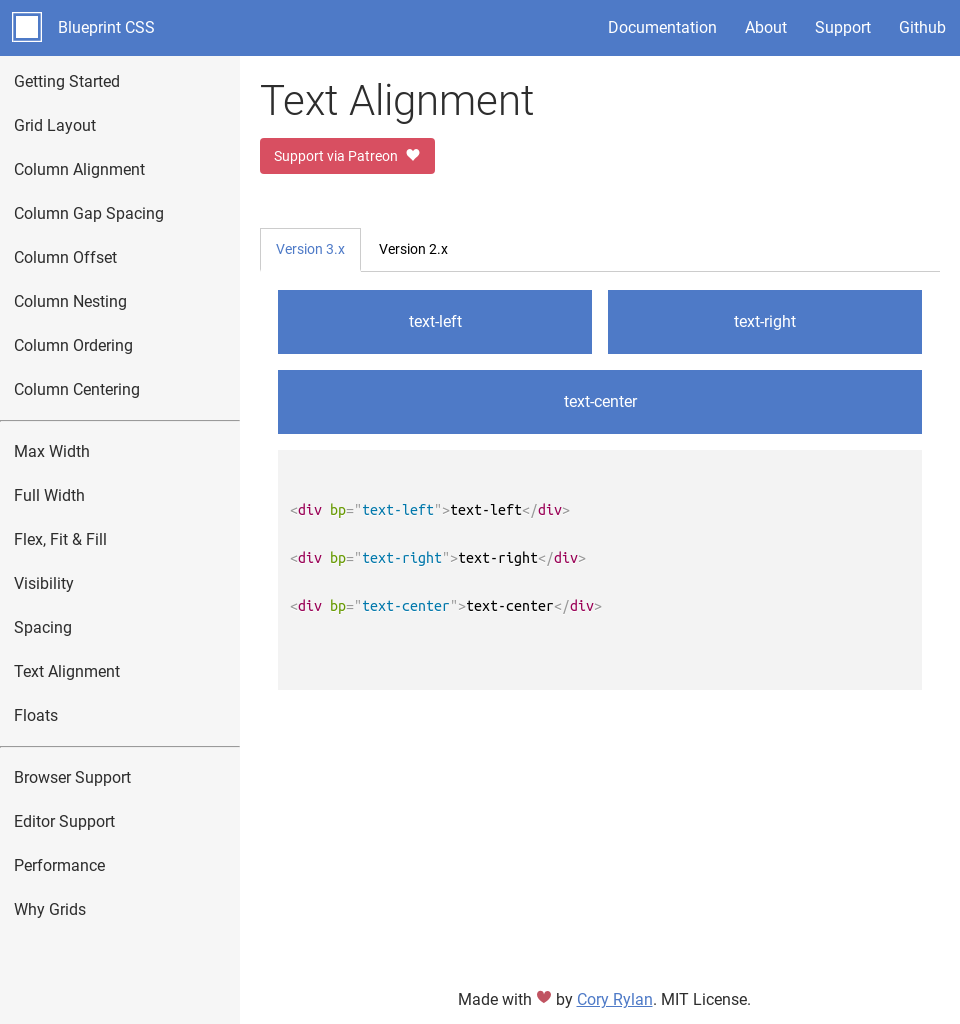 Blueprint CSS
Documentation
About
Support
Github
Getting Started
Grid Layout
Column Alignment
Column Gap Spacing
Column Offset
Column Nesting
Column Ordering
Column Centering
Max Width
Full Width
Flex, Fit & Fill
Visibility
Spacing
Text Alignment
Floats
Browser Support
Editor Support
Performance
Why Grids
Text Alignment
Support via Patreon
Version 3.x
Version 2.x
text-left
text-right
text-center
<div bp="text-left">text-left</div>
<div bp="text-right">text-right</div>
<div bp="text-center">text-center</div>
Made with ♥ by Cory Rylan. MIT License.